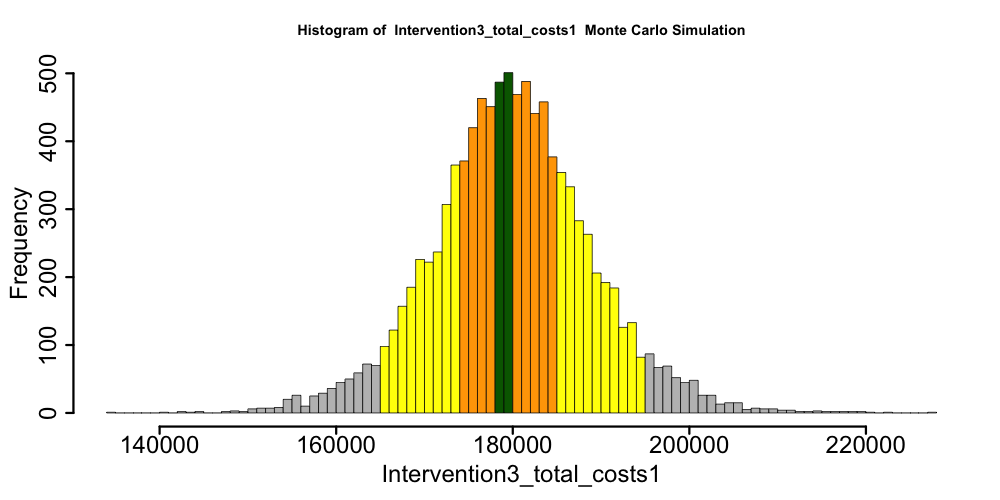 Histogram of  Intervention3_total_costs1  Monte Carlo Simulation
500
400
300
200
100
0
Frequency
140000 160000 180000 200000 220000
Intervention3_total_costs1